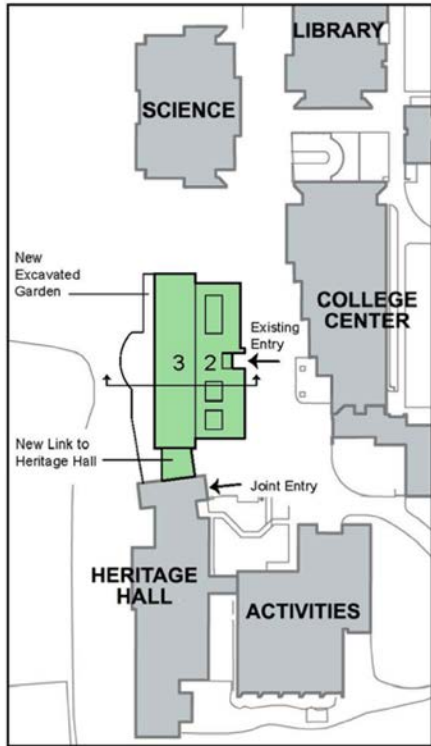 LIBRARY
SCIENCE
New
Excavated
Garden
COLLEGE
CENTER
Existing
Entry
3 2
New Link to
Heritage Hall
Joint Entry
HERITAGE
HALL
ACTIVITIES